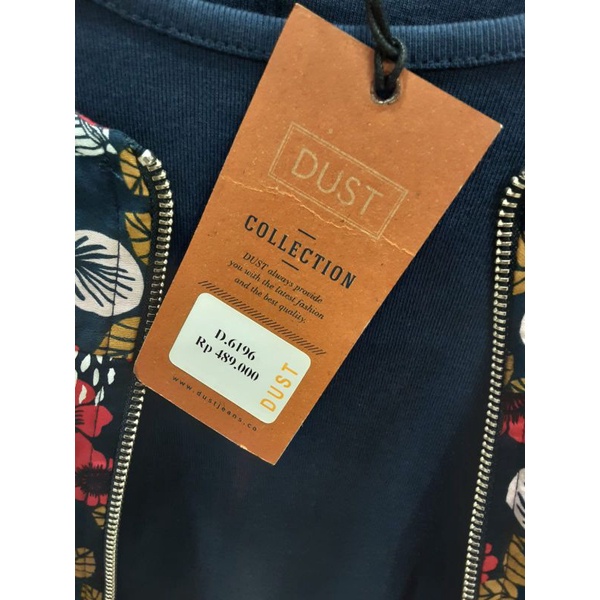 DUST
COLLECTION
DUST always provide
you with the latest fashion
and the best quality.
D.6196
Rp 489.000
DUST
www.dustjeans.co